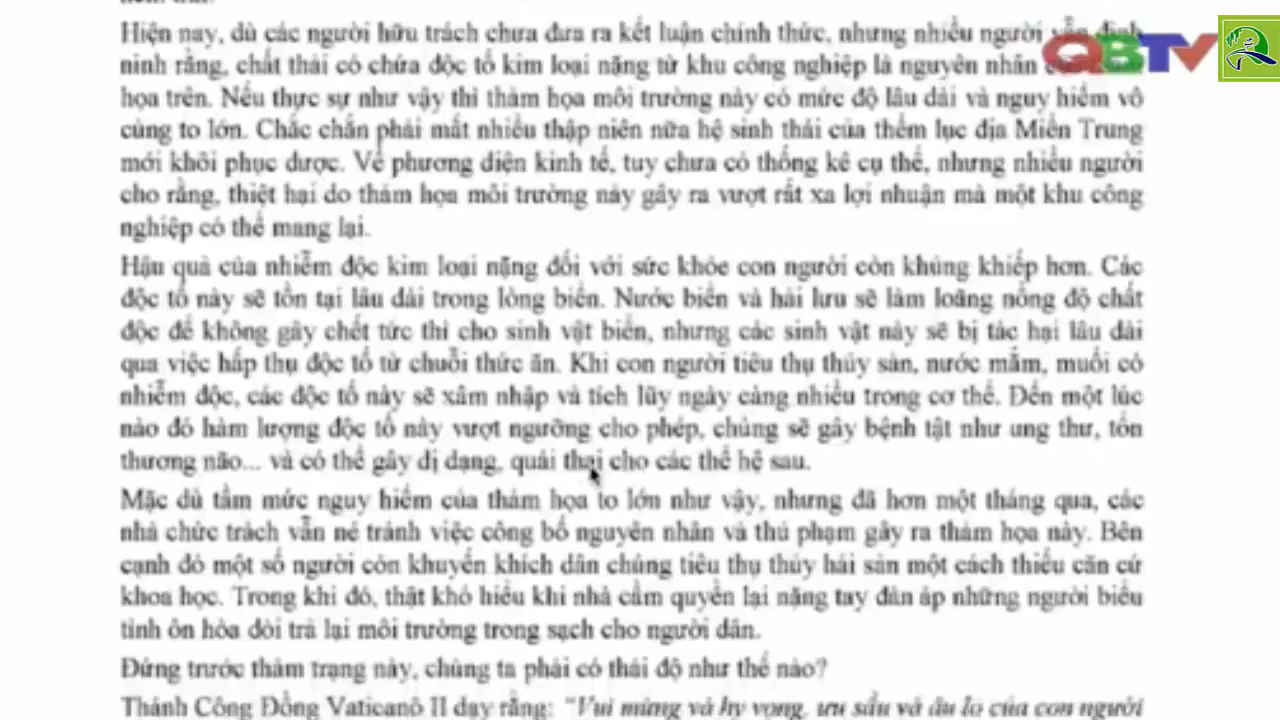 Hiện nay, dù các người hữu trách chưa đưa ra kết luận chính thức, nhưng nhiều người vẫn đinh
QBTV
ninh rằng, chất thải có chứa độc tố kim loại nặng từ khu công nghiệp là nguyên nhân
họa trên. Nếu thực sự như vậy thì thảm họa môi trường này có mức độ lâu dài và nguy hiểm vô
cùng to lớn. Chắc chắn phải mất nhiều thập niên nữa hệ sinh thái của thềm lục địa Miền Trung
mới khôi phục được. Về phương diện kinh tế, tuy chưa có thống kê cụ thể, nhưng nhiều người
cho rằng, thiệt hại do thảm họa môi trường này gây ra vượt rất xa lợi nhuận mà một khu công
nghiệp có thể mang lại.
Hậu quả của nhiễm độc kim loại nặng đối với sức khỏe con người còn khủng khiếp hơn. Các
độc tố này sẽ tồn tại lâu dài trong lòng biển. Nước biển và hải lưu sẽ làm loãng nồng độ chất
độc để không gây chết tức thì cho sinh vật biển, nhưng các sinh vật này sẽ bị tác hại lâu dài
qua việc hấp thụ độc tố từ chuỗi thức ăn. Khi con người tiêu thụ thủy sản, nước mắm, muối có
nhiễm độc, các độc tố này sẽ xâm nhập và tích lũy ngày càng nhiều trong cơ thể. Đến một lúc
nào đó hàm lượng độc tố này vượt ngưỡng cho phép, chúng sẽ gây bệnh tật như ung thư, tổn
thương não... và có thể gây dị dạng, quái thai cho các thế hệ sau.
Mặc dù tầm mức nguy hiểm của thảm họa to lớn như vậy, nhưng đã hơn một tháng qua, các
nhà chức trách vẫn né tránh việc công bố nguyên nhân và thủ phạm gây ra thảm họa này. Bên
cạnh đó một số người còn khuyến khích dân chúng tiêu thụ thủy hải sản một cách thiếu căn cứ
khoa học. Trong khi đó, thật khó hiểu khi nhà cầm quyền lại nặng tay đàn áp những người biểu
tình ôn hòa đòi trả lại môi trường trong sạch cho người dân.
Đứng trước thảm trạng này, chúng ta phải có thái độ như thế nào?
Thánh Công Đồng Vaticanô II dạy rằng: "Vui mừng và hy vọng, ưu sầu và âu lo của con người